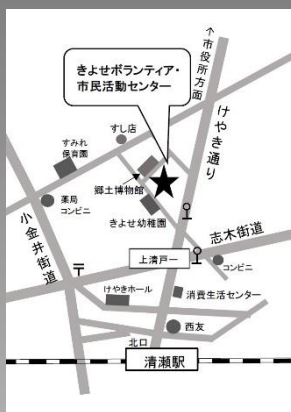 ↑市役所方面
きよせボランティア・
市民活動センター
けやき通り
すし店
すみれ
保育園
郷土博物館
薬局
コンビニ
きよせ幼稚園
志木街道
小金井街道
上清戸一
コンビニ
〒
消費生活センター
けやきホール
西友
北口
清瀬駅